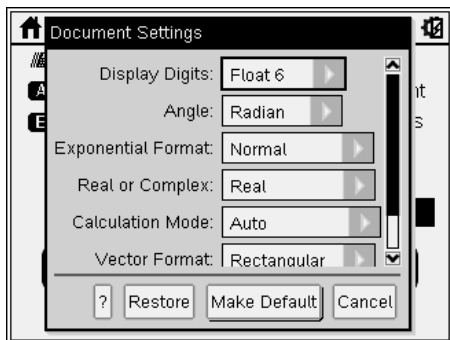 Document Settings
Display Digits: Float 6
Angle: Radian
Exponential Format: Normal
Real or Complex: Real
Calculation Mode: Auto
Vector Format: Rectangular
? Restore Make Default Cancel